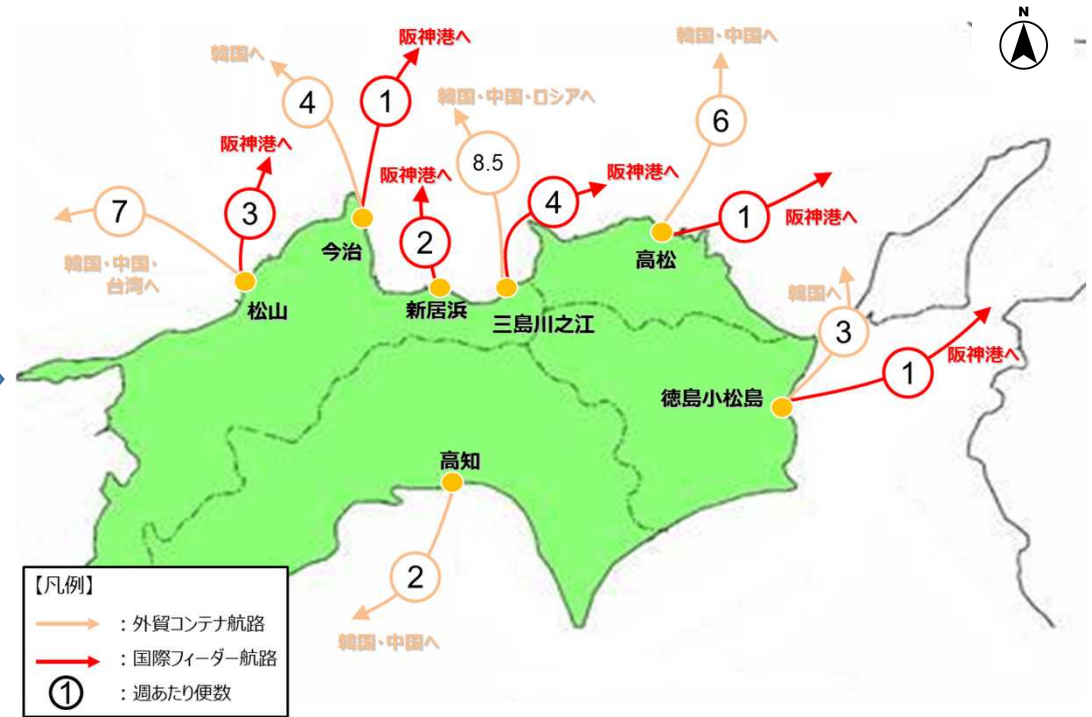 N
韓国へ
4
阪神港へ
1
韓国・中国・ロシアへ
8.5
韓国・中国へ
6
阪神港へ
3
阪神港へ
2
阪神港へ
4
阪神港へ
1
7
韓国・中国・
台湾へ
今治
高松
松山
新居浜
三島川之江
韓国へ
3
阪神港へ
1
徳島小松島
高知
2
韓国・中国へ
【凡例】
：外貿コンテナ航路
：国際フィーダー航路
① ：週あたり便数